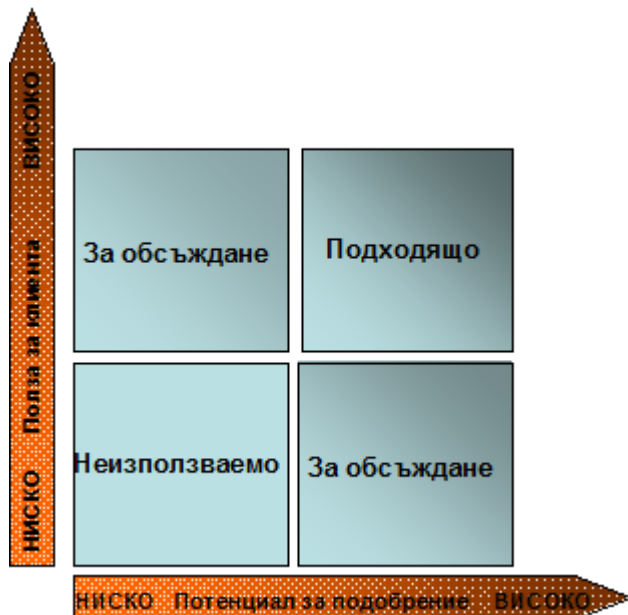 НИСКО Полза за клиента ВИСОКО
За обсъждане
Подходящо
Неизползваемо
За обсъждане
НИСКО Потенциал за подобрение ВИСОКО